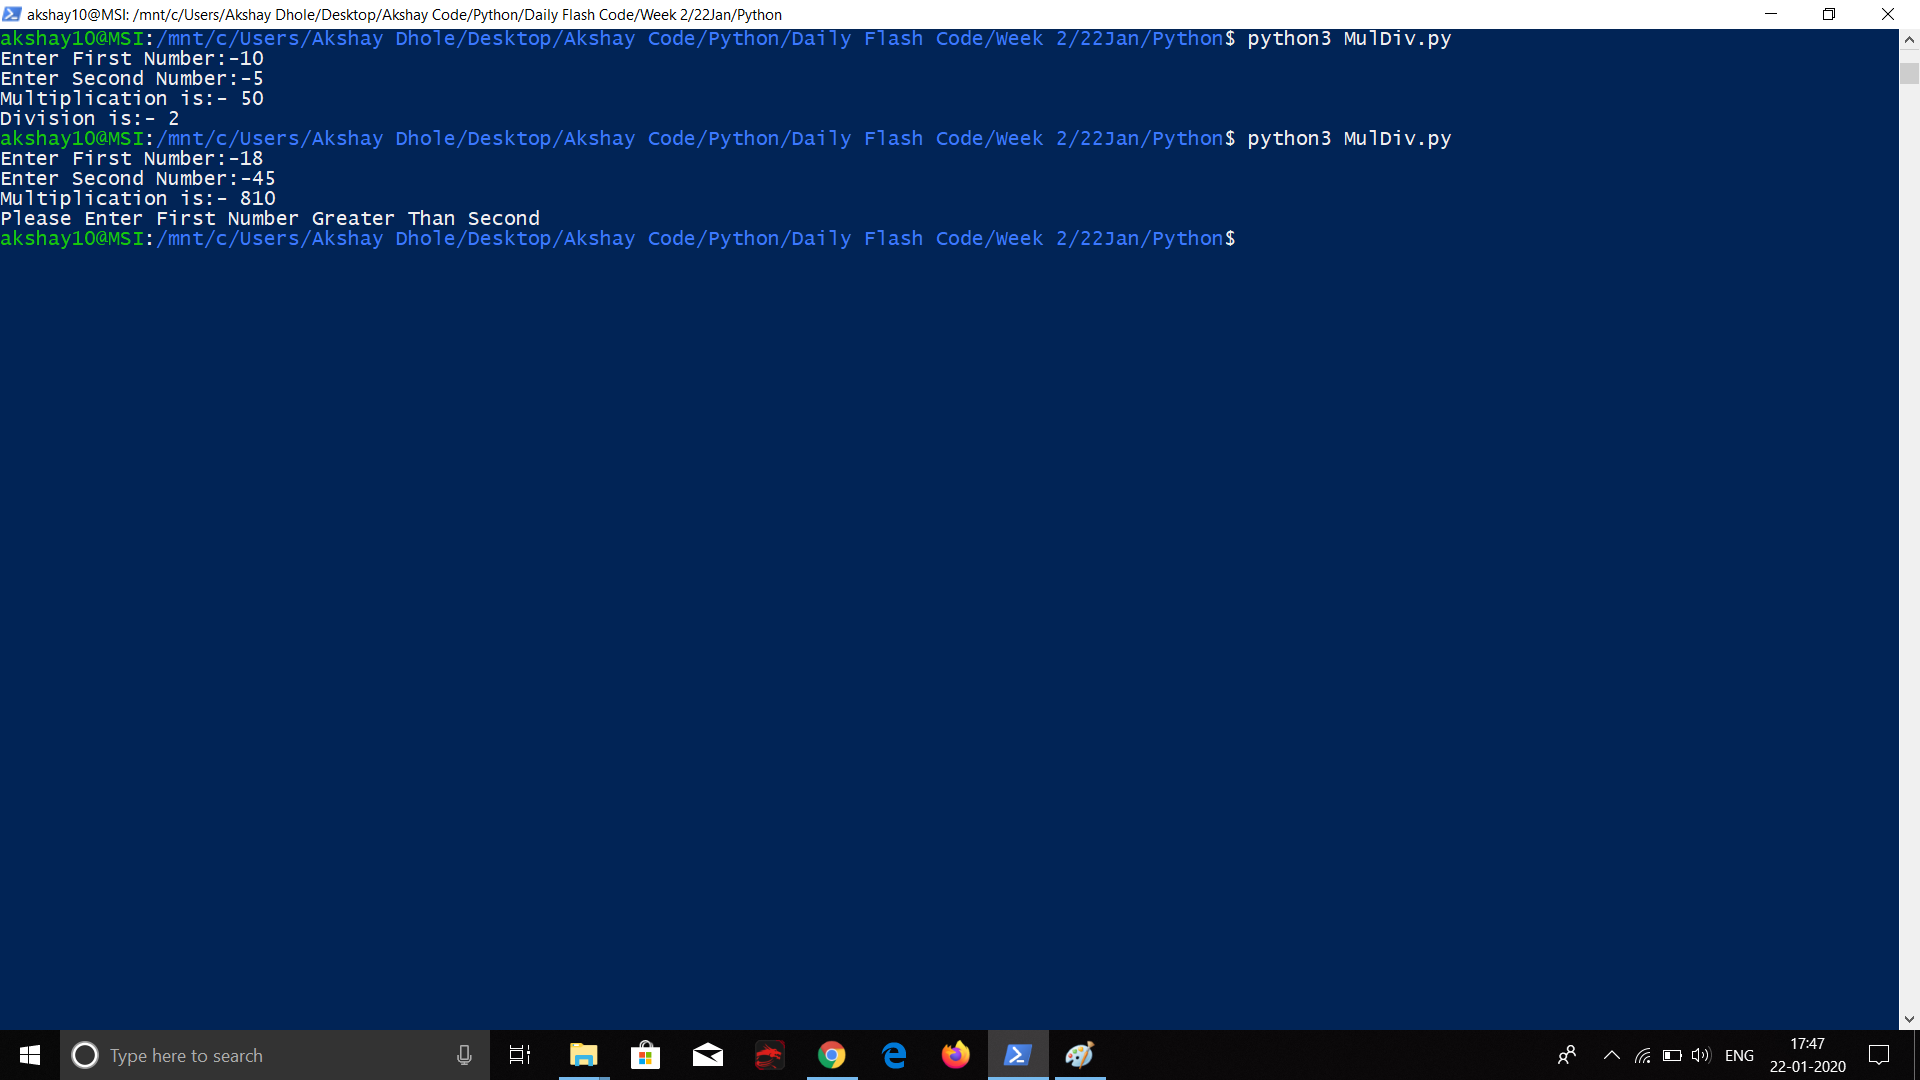 akshay10@MSI: /mnt/c/Users/Akshay Dhole/Desktop/Akshay Code/Python/Daily Flash Code/Week 2/22Jan/Python
akshay10@MSI:/mnt/c/Users/Akshay Dhole/Desktop/Akshay Code/Python/Daily Flash Code/Week 2/22Jan/Python$ python3 MulDiv.py
Enter First Number:-10
Enter Second Number:-5
Multiplication is:- 50
Division is:- 2
akshay10@MSI:/mnt/c/Users/Akshay Dhole/Desktop/Akshay Code/Python/Daily Flash Code/Week 2/22Jan/Python$ python3 MulDiv.py
Enter First Number:-18
Enter Second Number:-45
Multiplication is:- 810
Please Enter First Number Greater Than Second
akshay10@MSI:/mnt/c/Users/Akshay Dhole/Desktop/Akshay Code/Python/Daily Flash Code/Week 2/22Jan/Python$
Type here to search
ENG
17:47
22-01-2020